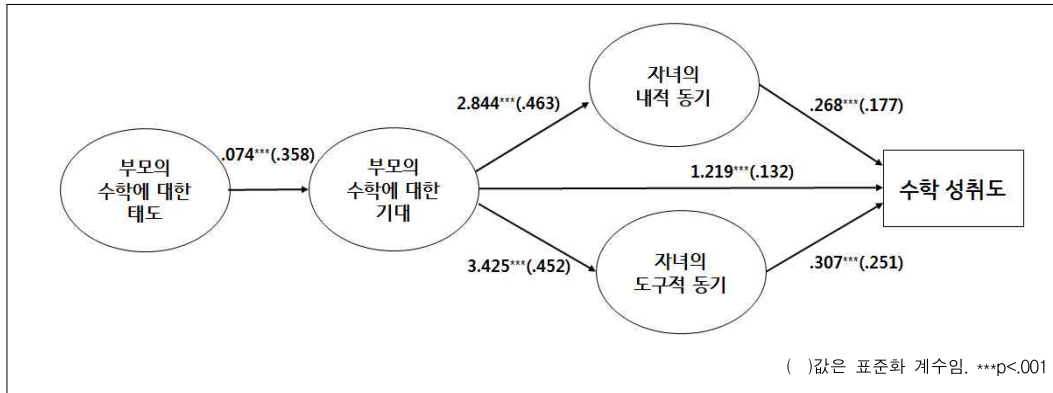 자녀의
내적 동기
2.844***(.463)
.268***(.177)
부모의
수학에 대한
태도
.074***(.358)
부모의
수학에 대한
기대
1.219***(.132)
수학 성취도
3.425***(.452)
자녀의
도구적 동기
.307***(.251)
( )값은 표준화 계수임. ***p<.001